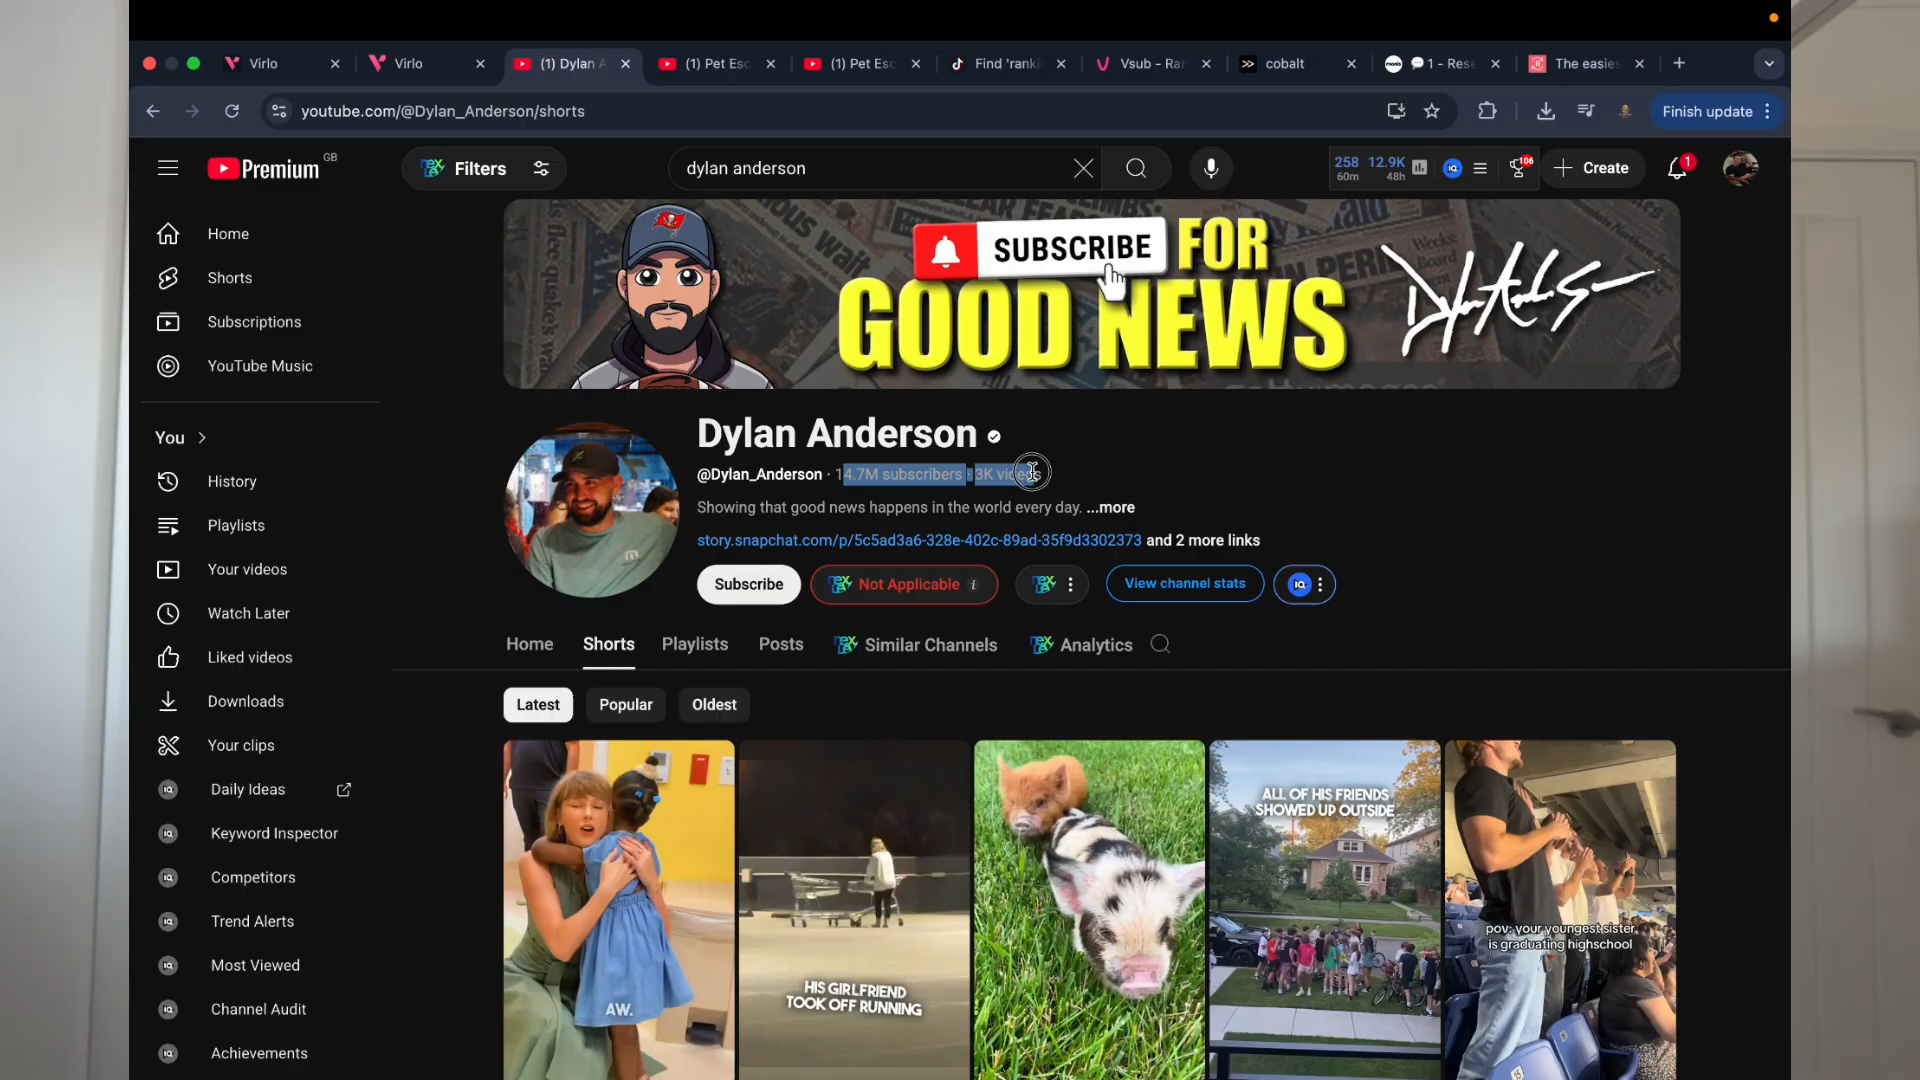 Virlo
Virlo
(1) Dylan A
(1) Pet Esc
(1) Pet Esc
Find 'ranki
Vsub - Ran
cobalt
1 - Rese
The easies
youtube.com/@Dylan_Anderson/shorts
Finish update
Premium GB
Filters
dylan anderson
258 12.9K
60m 48h
106
Create
1
Home
Shorts
Subscriptions
YouTube Music
You
History
Playlists
Your videos
Watch Later
Liked videos
Downloads
Your clips
Daily Ideas
Keyword Inspector
Competitors
Trend Alerts
Most Viewed
Channel Audit
Achievements
SUBSCRIBE FOR
GOOD NEWS
Dylan Anderson
@Dylan_Anderson · 14.7M subscribers · 3K videos
Showing that good news happens in the world every day. ...more
story.snapchat.com/p/5c5ad3a6-328e-402c-89ad-35f9d3302373 and 2 more links
Subscribe
Not Applicable
View channel stats
Home
Shorts
Playlists
Posts
Similar Channels
Analytics
Latest
Popular
Oldest
AW.
HIS GIRLFRIEND
TOOK OFF RUNNING
ALL OF HIS FRIENDS
SHOWED UP OUTSIDE
pov: your youngest sister
is graduating highschool